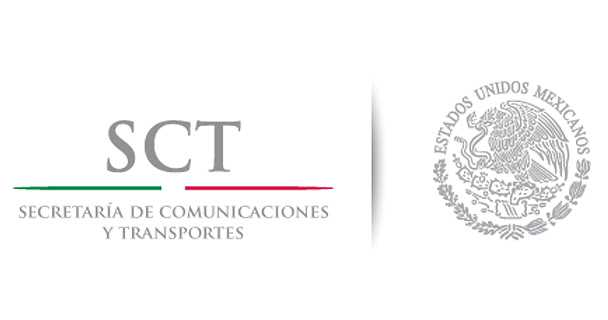 SCT
SECRETARÍA DE COMUNICACIONES
Y TRANSPORTES
ESTADOS UNIDOS MEXICANOS